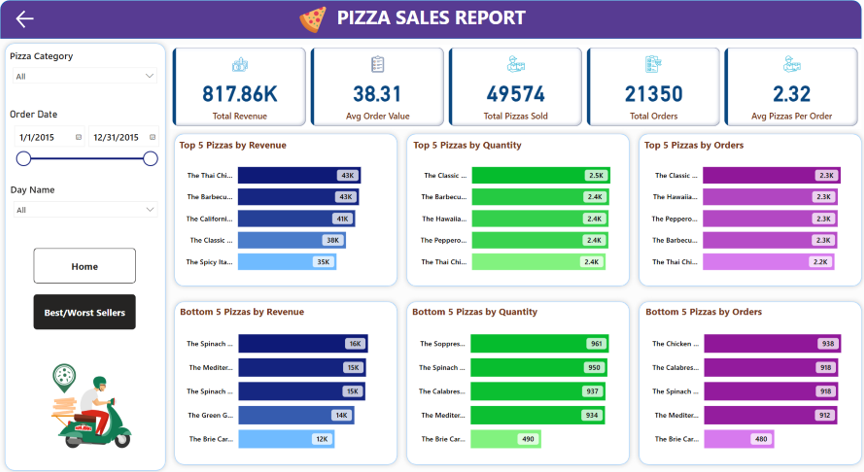 PIZZA SALES REPORT
Pizza Category
All
Order Date
1/1/2015
12/31/2015
Day Name
All
Home
Best/Worst Sellers
817.86K
Total Revenue
38.31
Avg Order Value
49574
Total Pizzas Sold
21350
Total Orders
2.32
Avg Pizzas Per Order
Top 5 Pizzas by Revenue
The Thai Chi... 43K
The Barbecu... 43K
The Californi... 41K
The Classic ... 38K
The Spicy Ita... 35K
Top 5 Pizzas by Quantity
The Classic ... 2.5K
The Barbecu... 2.4K
The Hawaiia... 2.4K
The Peppero... 2.4K
The Thai Chi... 2.4K
Top 5 Pizzas by Orders
The Classic ... 2.3K
The Hawaiia... 2.3K
The Peppero... 2.3K
The Barbecu... 2.3K
The Thai Chi... 2.2K
Bottom 5 Pizzas by Revenue
The Spinach ... 16K
The Mediter... 15K
The Spinach ... 15K
The Green G... 14K
The Brie Car... 12K
Bottom 5 Pizzas by Quantity
The Soppres... 961
The Spinach ... 950
The Calabres... 937
The Mediter... 934
The Brie Car... 490
Bottom 5 Pizzas by Orders
The Chicken ... 938
The Calabres... 918
The Spinach ... 918
The Mediter... 912
The Brie Car... 480